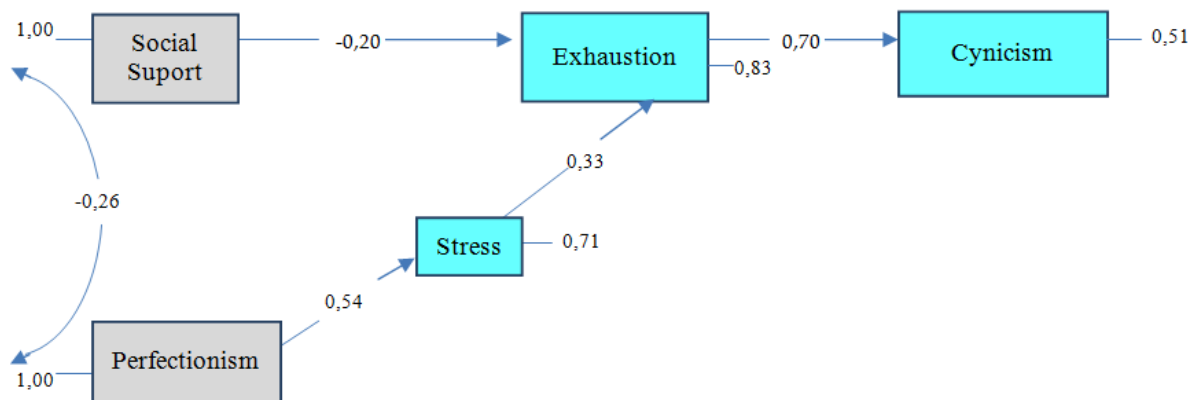 1,00
Social
Suport
-0,20
Exhaustion
0,70
Cynicism
0,51
0,83
0,33
-0,26
Stress
0,71
0,54
Perfectionism
1,00